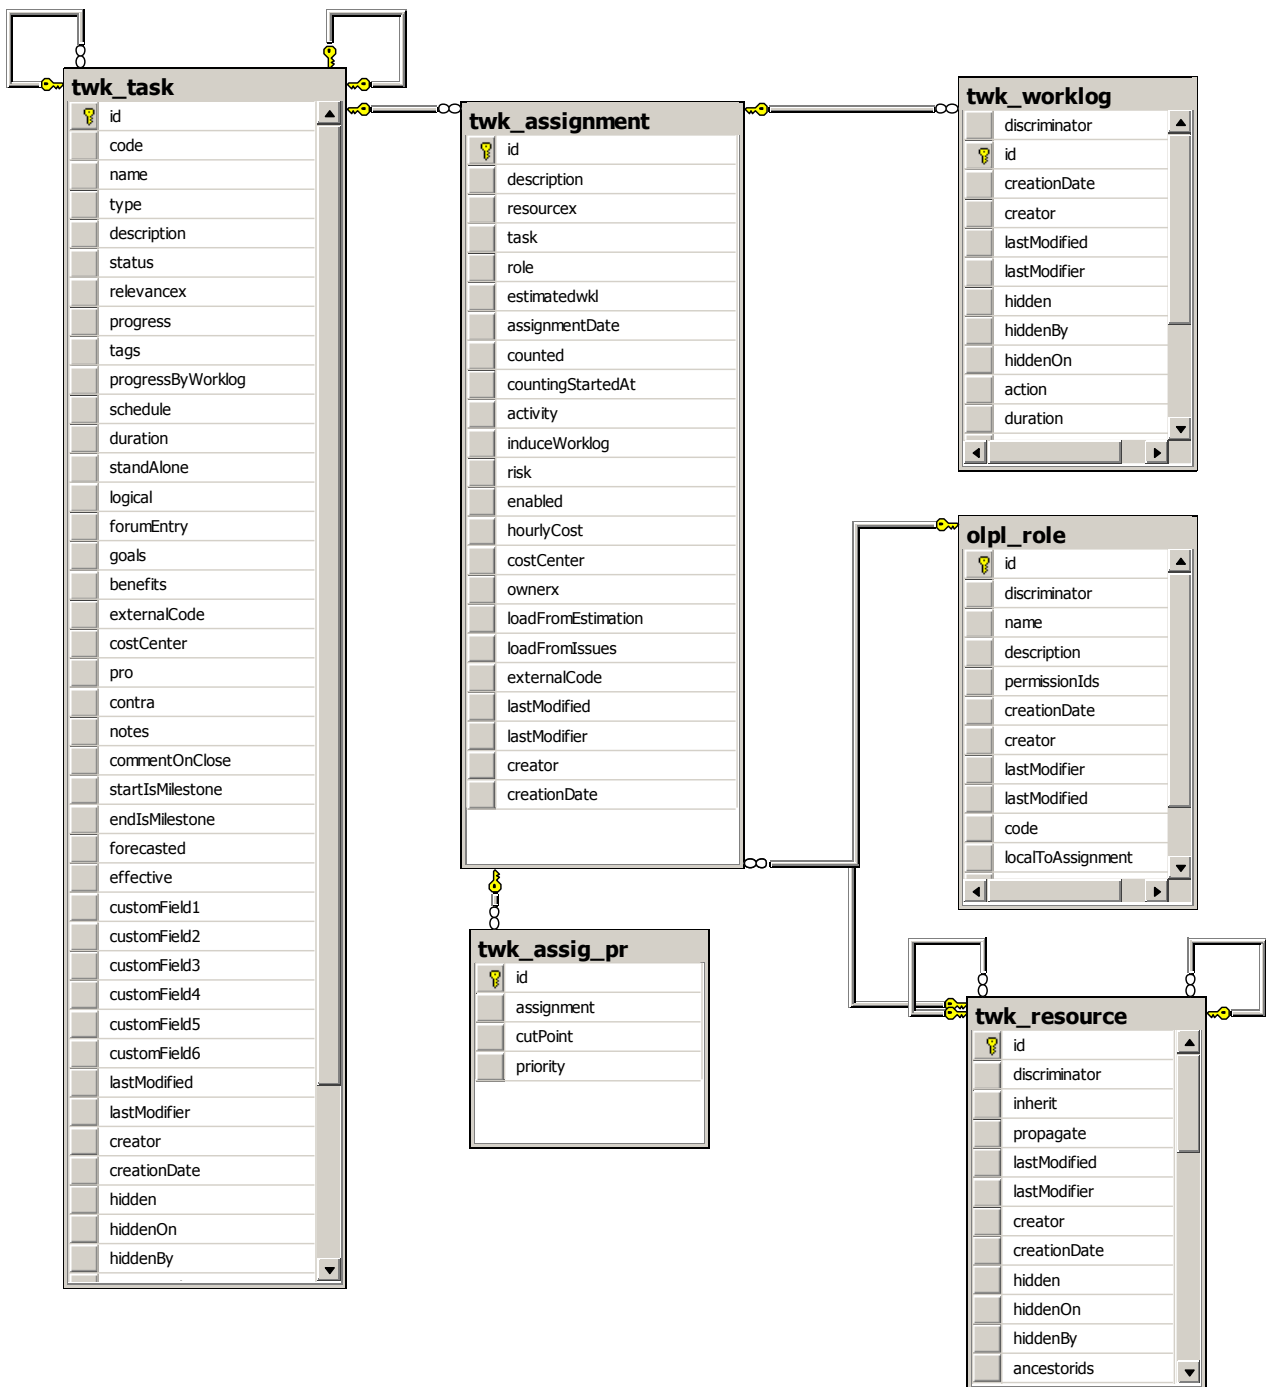 twk_task
id
code
name
type
description
status
relevancex
progress
tags
progressByWorklog
schedule
duration
standAlone
logical
forumEntry
goals
benefits
externalCode
costCenter
pro
contra
notes
commentOnClose
startIsMilestone
endIsMilestone
forecasted
effective
customField1
customField2
customField3
customField4
customField5
customField6
lastModified
lastModifier
creator
creationDate
hidden
hiddenOn
hiddenBy
twk_assignment
id
description
resourcex
task
role
estimatedwkl
assignmentDate
counted
countingStartedAt
activity
induceWorklog
risk
enabled
hourlyCost
costCenter
ownerx
loadFromEstimation
loadFromIssues
externalCode
lastModified
lastModifier
creator
creationDate
twk_assig_pr
id
assignment
cutPoint
priority
twk_worklog
discriminator
id
creationDate
creator
lastModified
lastModifier
hidden
hiddenBy
hiddenOn
action
duration
olpl_role
id
discriminator
name
description
permissionIds
creationDate
creator
lastModifier
lastModified
code
localToAssignment
twk_resource
id
discriminator
inherit
propagate
lastModified
lastModifier
creator
creationDate
hidden
hiddenOn
hiddenBy
ancestorids